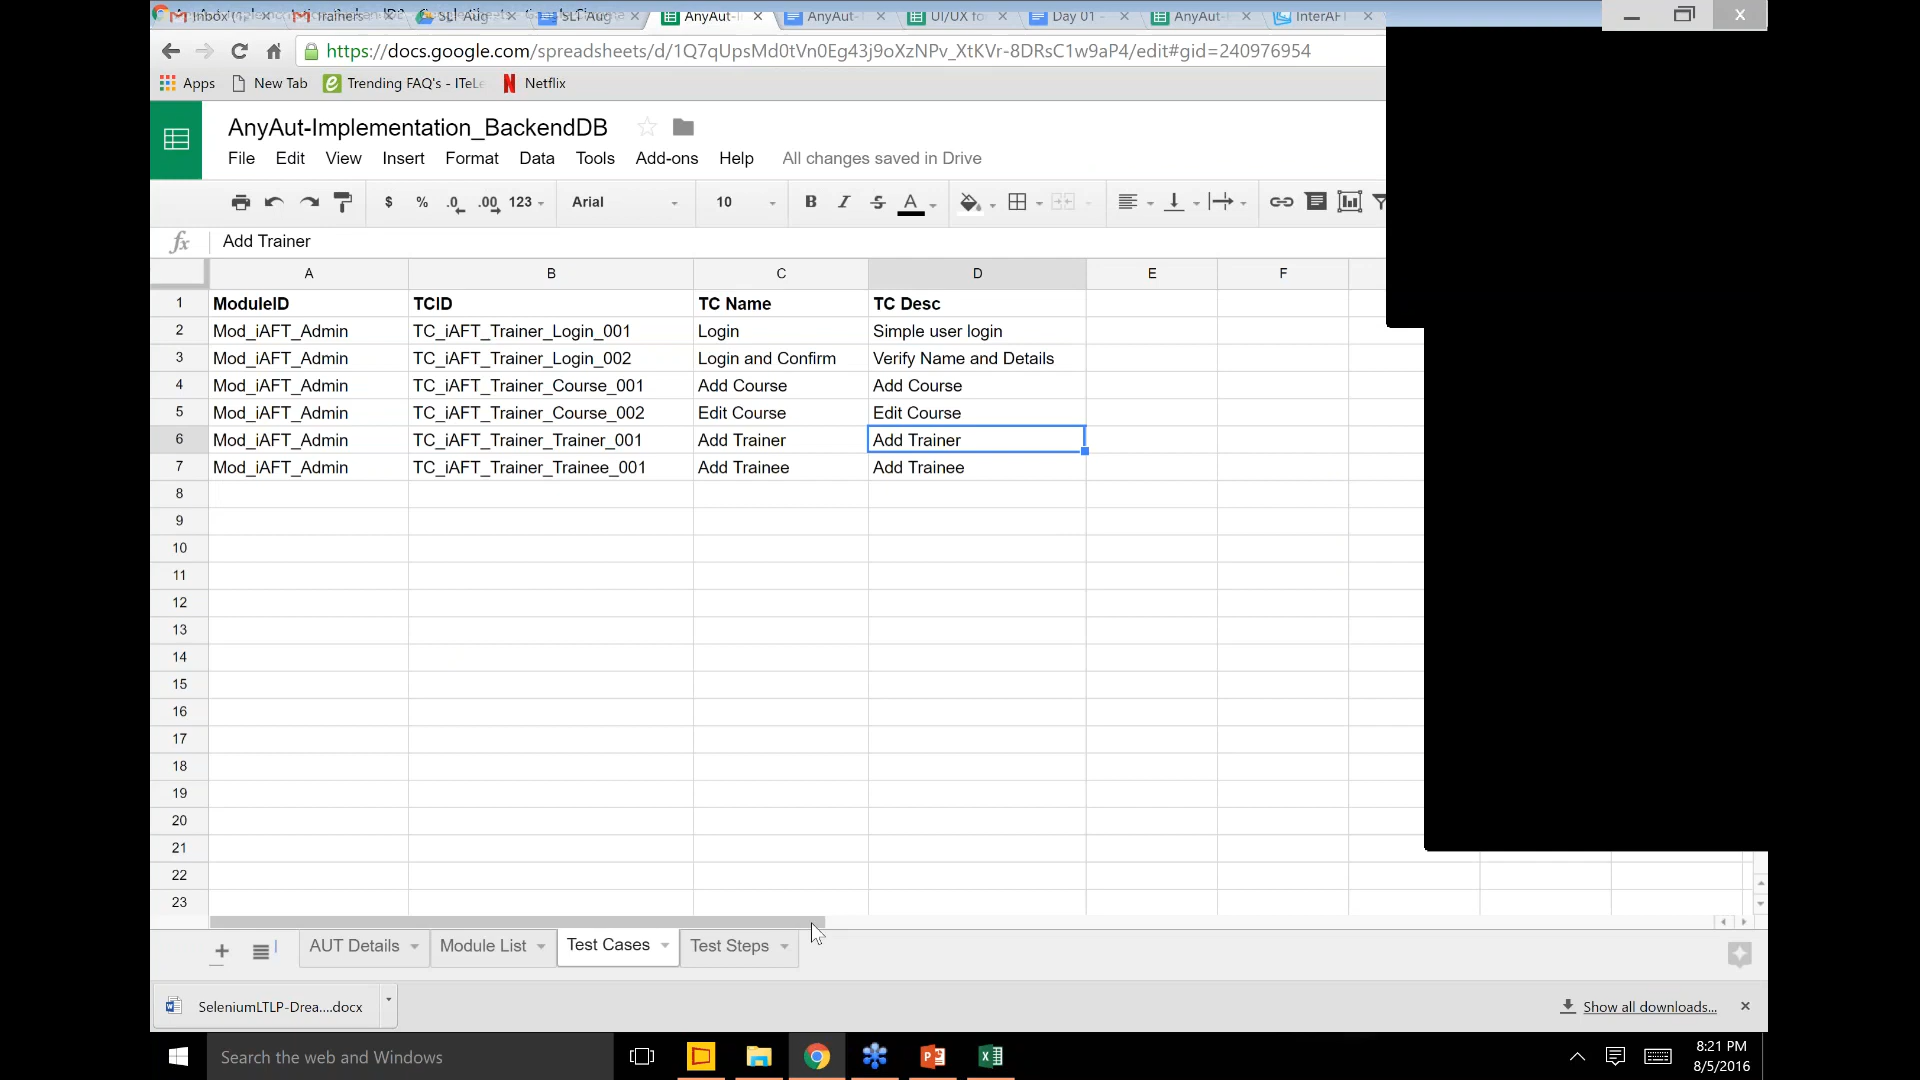 Inbox (1
Trainers
SLT Aug
SLT Aug
AnyAut-I
AnyAut-
UI/UX fo
Day 01 -
AnyAut-
InterAFT
https://docs.google.com/spreadsheets/d/1Q7qUpsMd0tVn0Eg43j9oXzNPv_XtKVr-8DRsC1w9aP4/edit#gid=240976954
Apps New Tab Trending FAQ's - ITeLe Netflix
AnyAut-Implementation_BackendDB
File Edit View Insert Format Data Tools Add-ons Help All changes saved in Drive
$ % .0 .00 123 Arial 10 B I S A
fx Add Trainer
A B C D E F
1 ModuleID TCID TC Name TC Desc
2 Mod_iAFT_Admin TC_iAFT_Trainer_Login_001 Login Simple user login
3 Mod_iAFT_Admin TC_iAFT_Trainer_Login_002 Login and Confirm Verify Name and Details
4 Mod_iAFT_Admin TC_iAFT_Trainer_Course_001 Add Course Add Course
5 Mod_iAFT_Admin TC_iAFT_Trainer_Course_002 Edit Course Edit Course
6 Mod_iAFT_Admin TC_iAFT_Trainer_Trainer_001 Add Trainer Add Trainer
7 Mod_iAFT_Admin TC_iAFT_Trainer_Trainee_001 Add Trainee Add Trainee
8
9
10
11
12
13
14
15
16
17
18
19
20
21
22
23
AUT Details Module List Test Cases Test Steps
SeleniumLTLP-Drea....docx Show all downloads...
Search the web and Windows
8:21 PM
8/5/2016